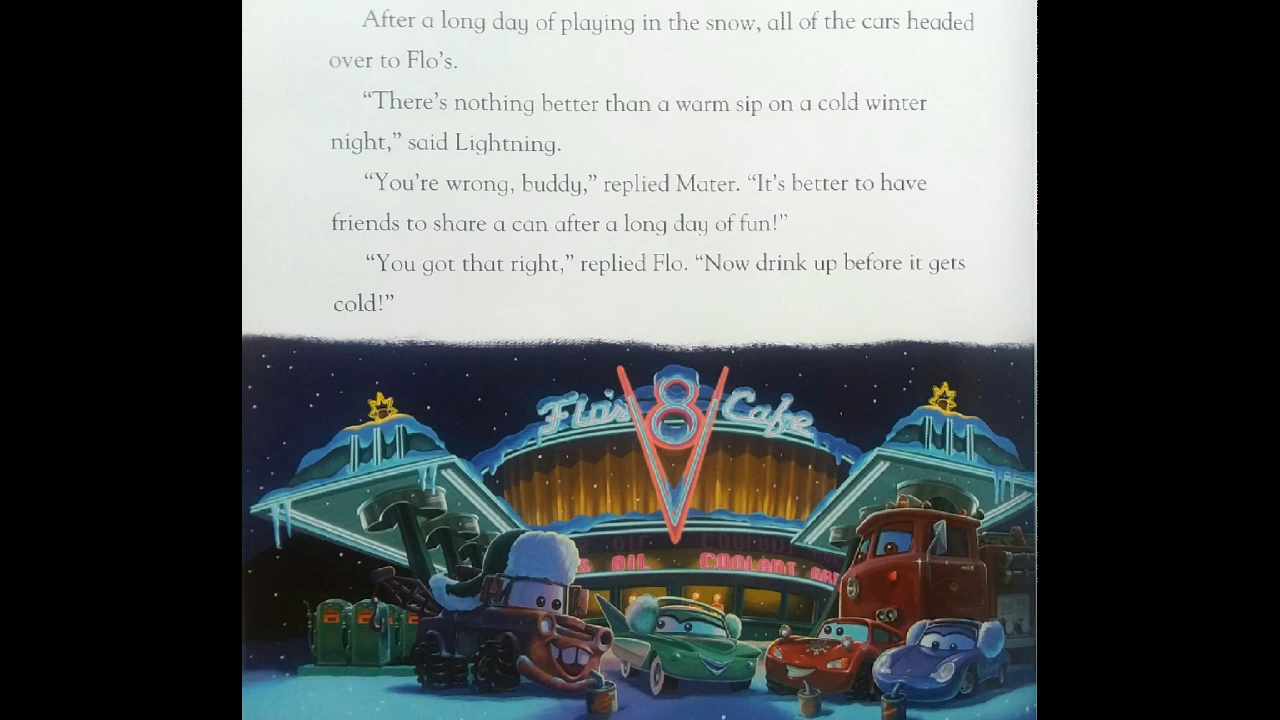 After a long day of playing in the snow, all of the cars headed
over to Flo's.
“There's nothing better than a warm sip on a cold winter
night,” said Lightning.
“You're wrong, buddy,” replied Mater. “It's better to have
friends to share a can after a long day of fun!”
“You got that right,” replied Flo. “Now drink up before it gets
cold!”
Flo's V8 Cafe
OIL COOLANT